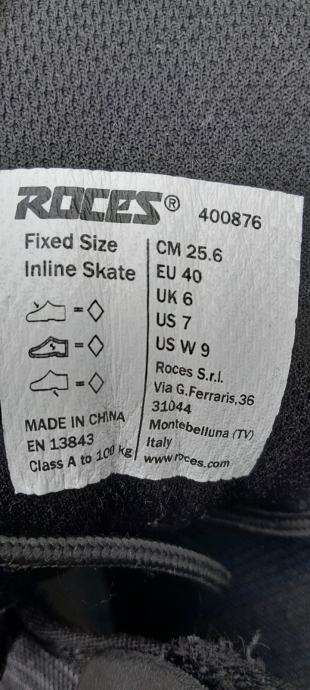 ROCES® 400876
Fixed Size
Inline Skate
=
=
=
MADE IN CHINA
EN 13843
Class A to 100 kg
CM 25.6
EU 40
UK 6
US 7
US W 9
Roces S.r.l.
Via G.Ferraris,36
31044
Montebelluna (TV)
Italy
www.roces.com